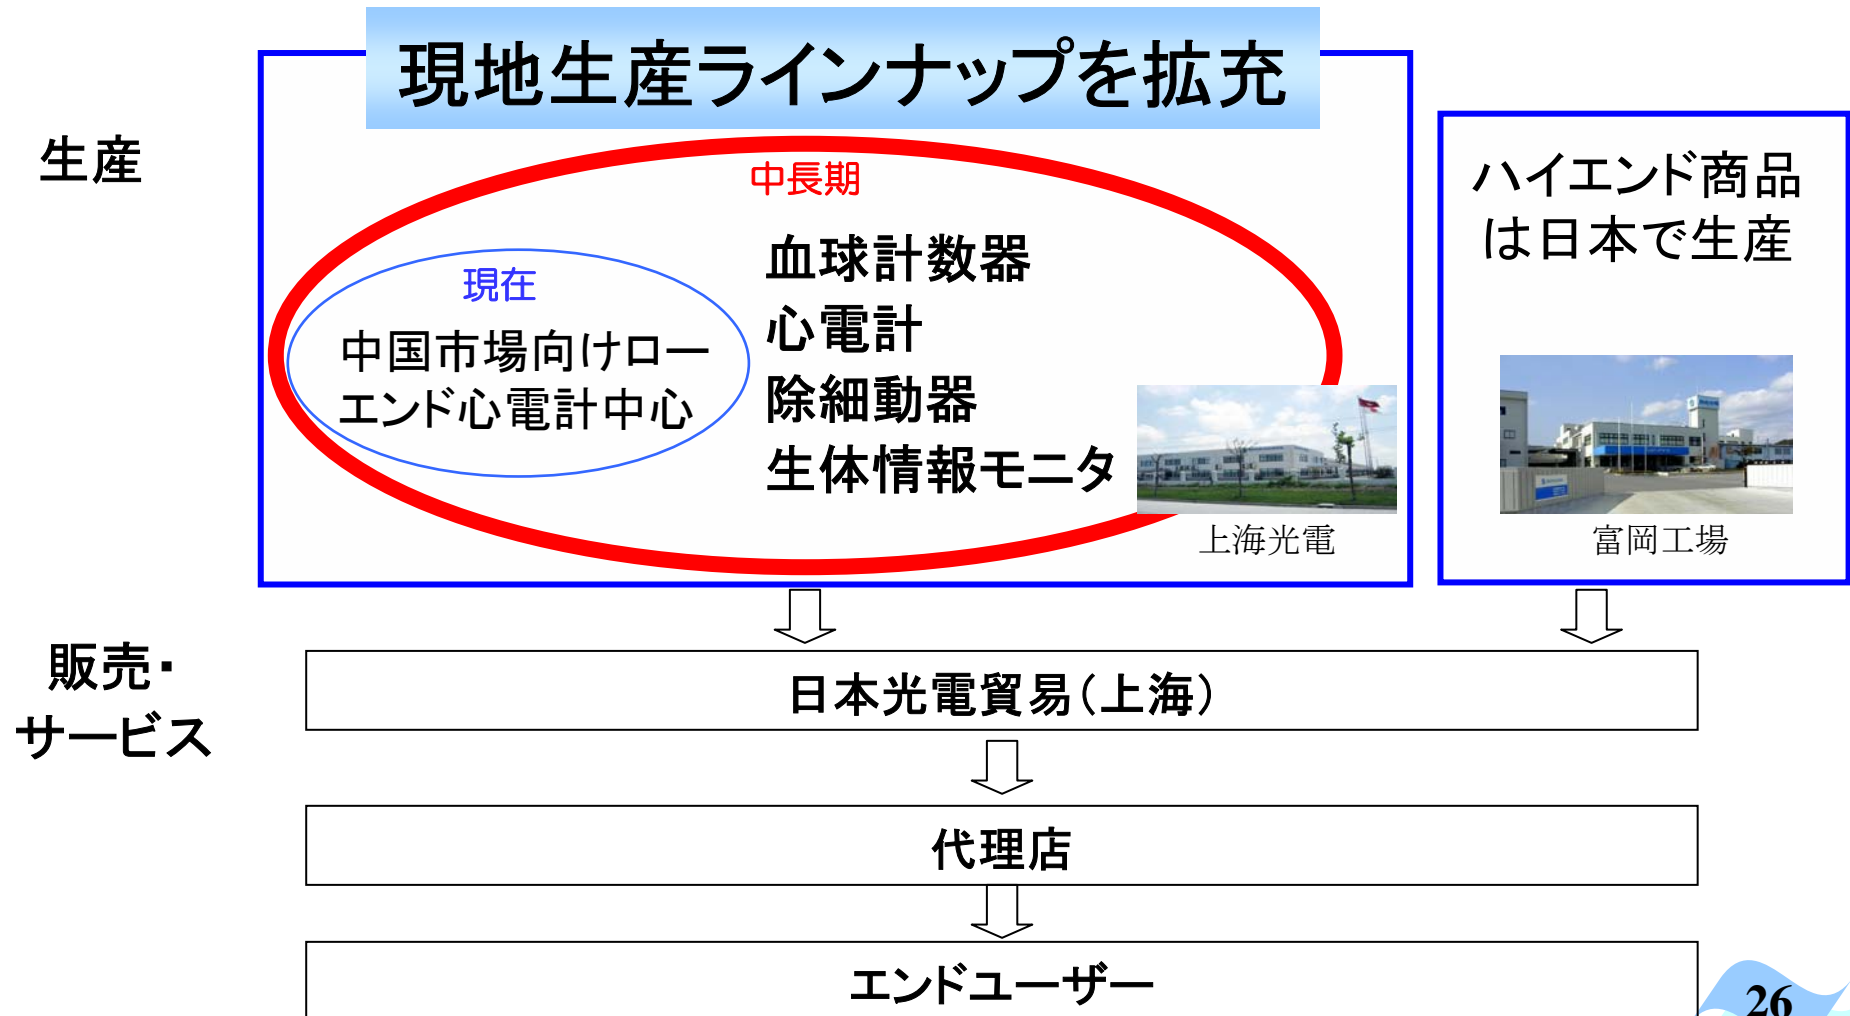 現地生産ラインナップを拡充
生産
中長期
現在
中国市場向けロー
エンド心電計中心
血球計数器
心電計
除細動器
生体情報モニタ
上海光電
ハイエンド商品
は日本で生産
富岡工場
販売・
サービス
日本光電貿易（上海）
代理店
エンドユーザー
26